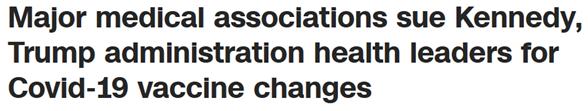 Major medical associations sue Kennedy,
Trump administration health leaders for
Covid-19 vaccine changes